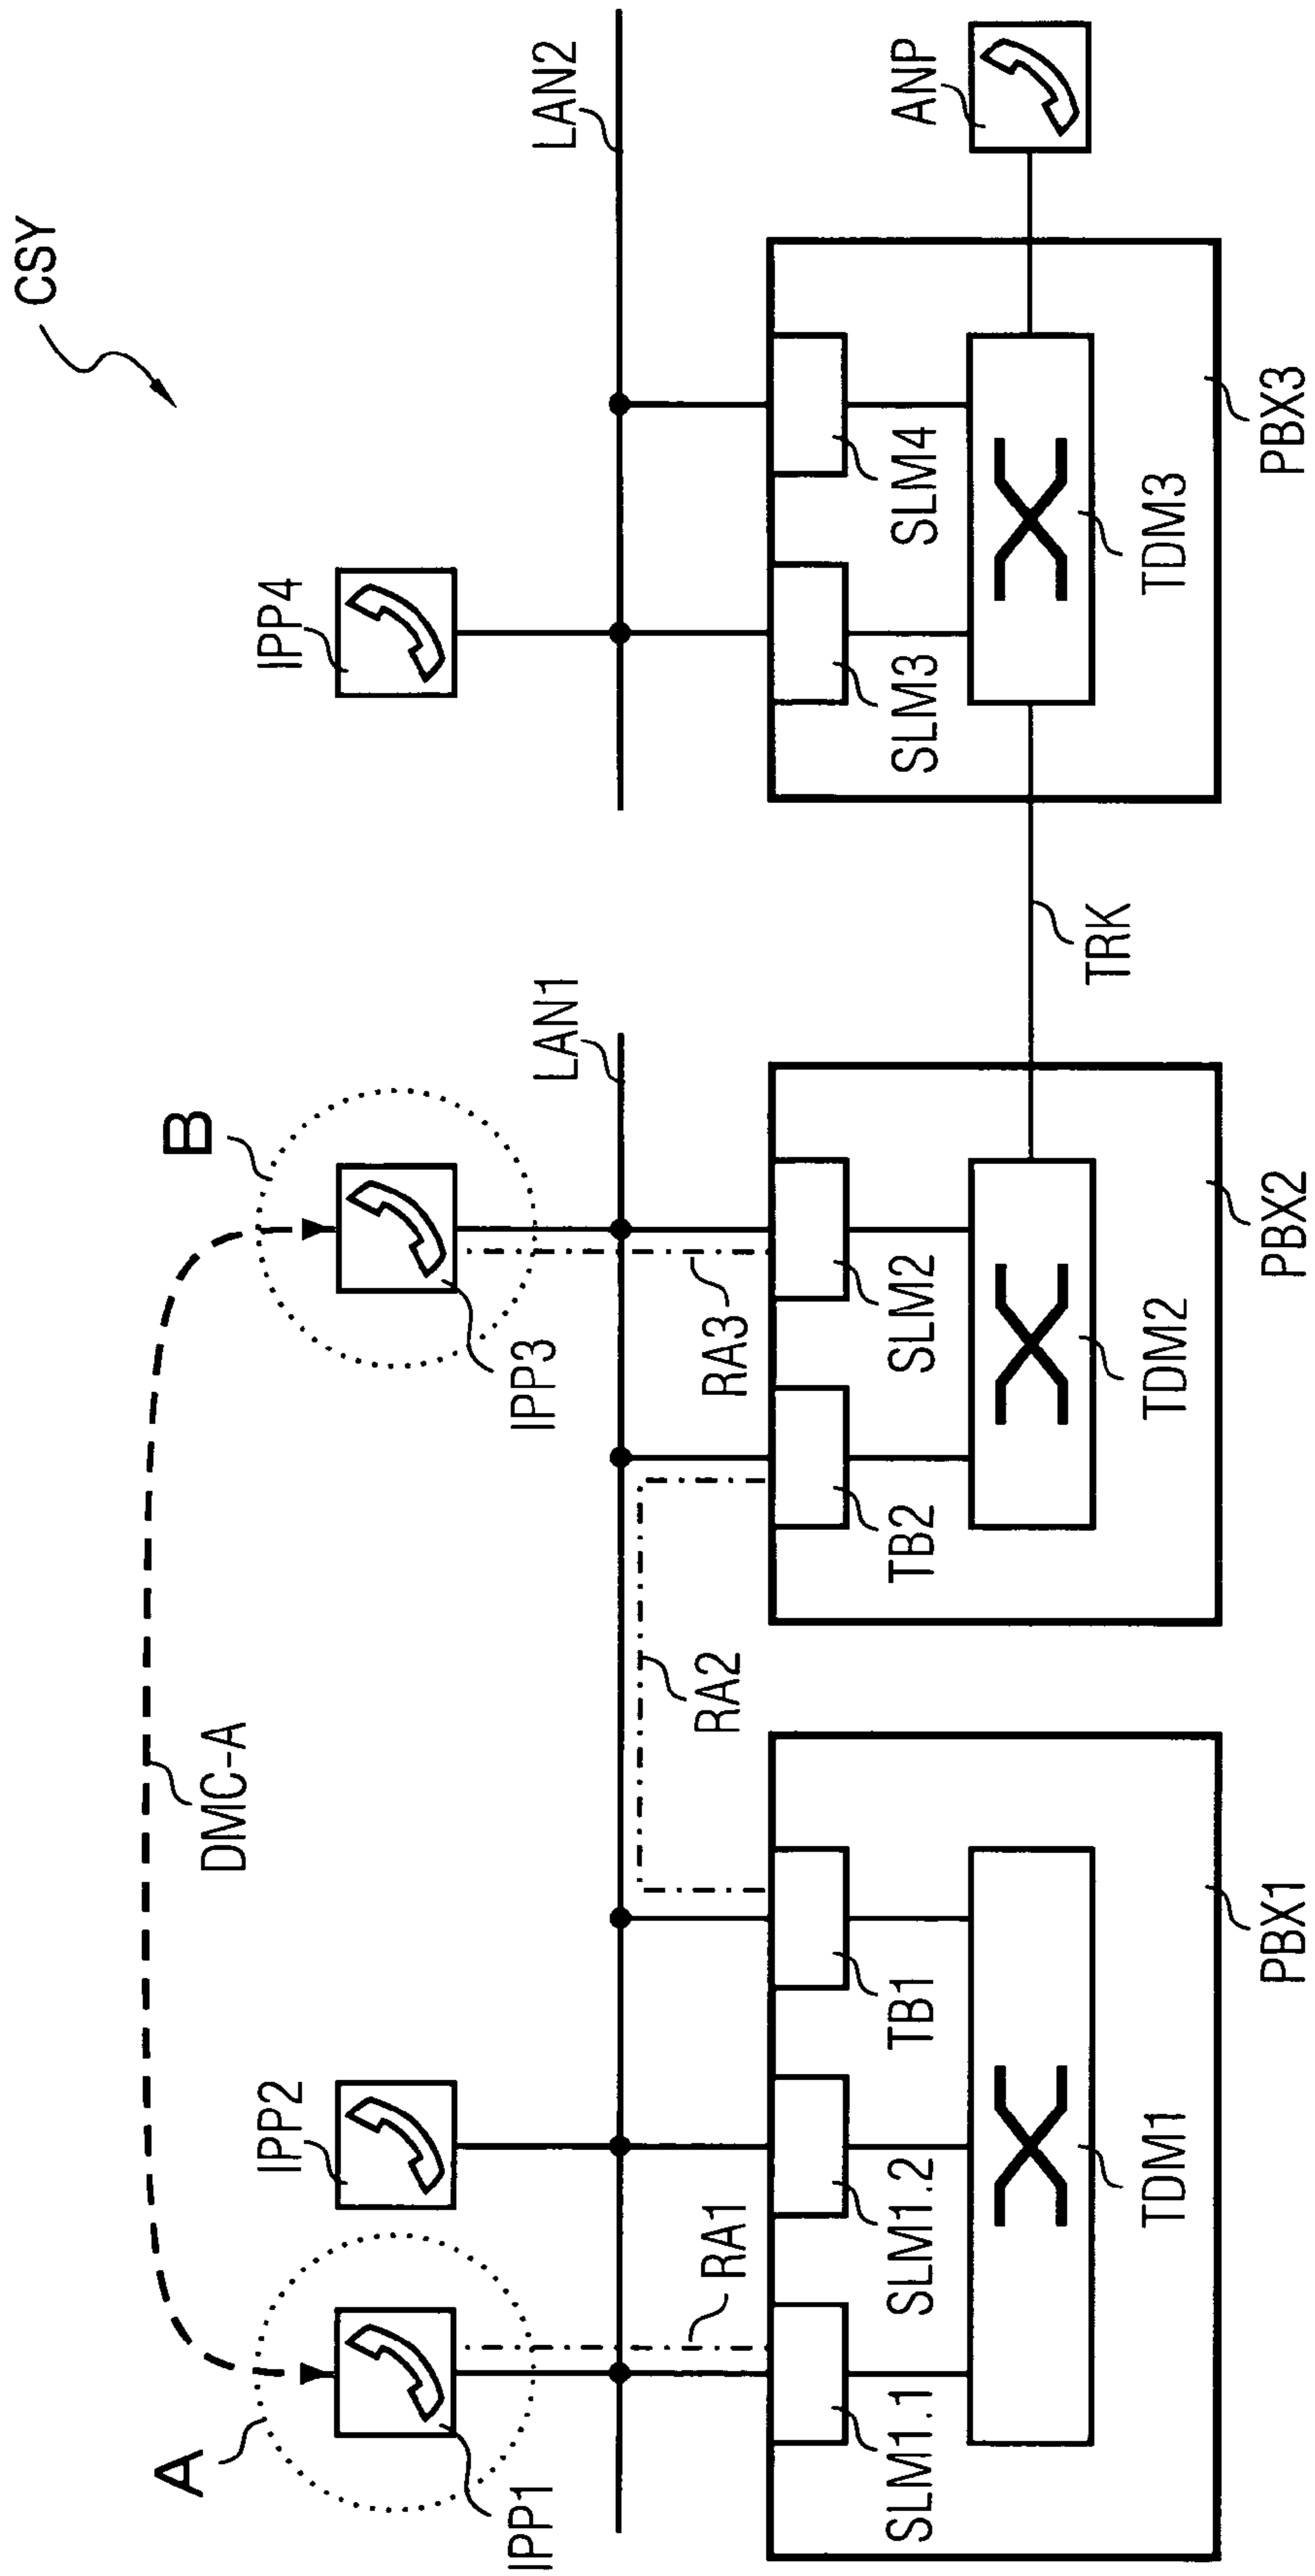 CSY
A
B
DMC-A
IPP1
IPP2
IPP3
IPP4
LAN1
LAN2
RA1
RA2
RA3
SLM1.1
SLM1.2
TB1
TB2
SLM2
SLM3
SLM4
ANP
TDM1
TDM2
TRK
TDM3
PBX1
PBX2
PBX3